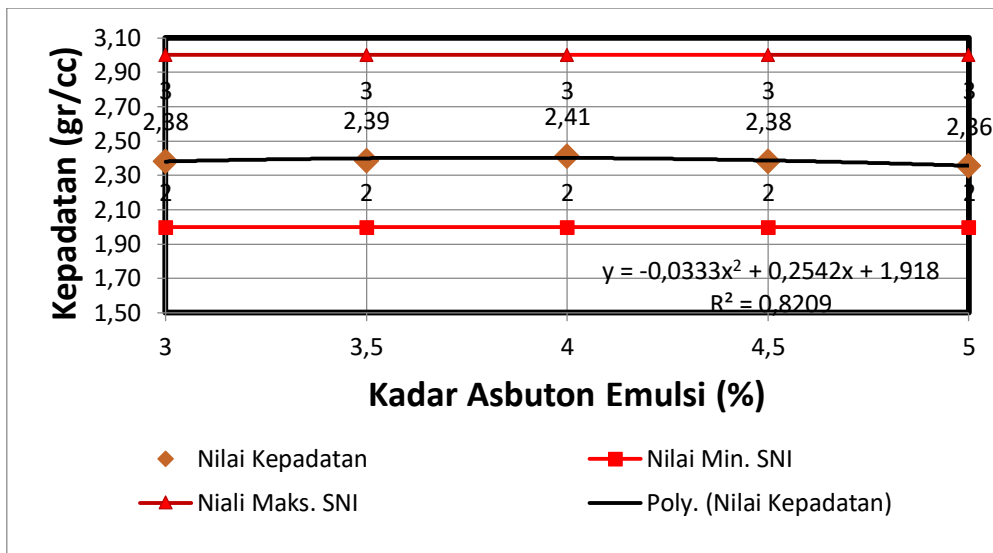 Kepadatan (gr/cc)
3,10
2,90
2,70
2,50
2,30
2,10
1,90
1,70
1,50
3 3 3 3 3
2,38 2,39 2,41 2,38 2,36
2 2 2 2 2
y = -0,0333x² + 0,2542x + 1,918
R² = 0,8209
3 3,5 4 4,5 5
Kadar Asbuton Emulsi (%)
Nilai Kepadatan Nilai Min. SNI
Niali Maks. SNI Poly. (Nilai Kepadatan)